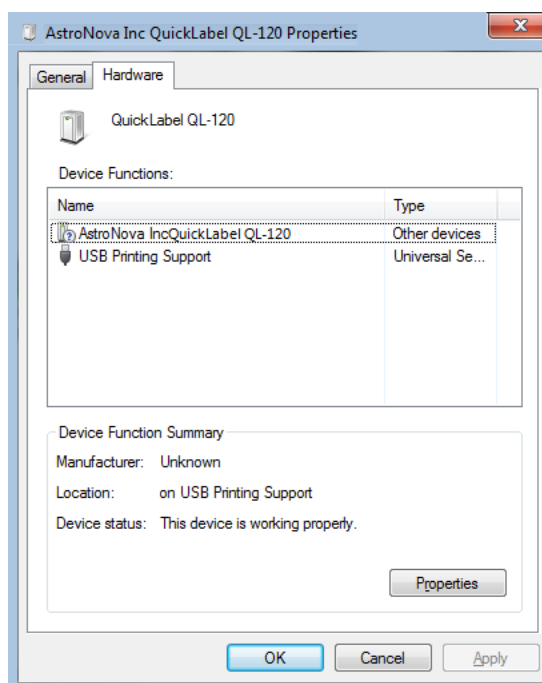 AstroNova Inc QuickLabel QL-120 Properties
General Hardware
QuickLabel QL-120
Device Functions:
Name Type
AstroNova IncQuickLabel QL-120 Other devices
USB Printing Support Universal Se...
Device Function Summary
Manufacturer: Unknown
Location: on USB Printing Support
Device status: This device is working properly.
Properties
OK Cancel Apply